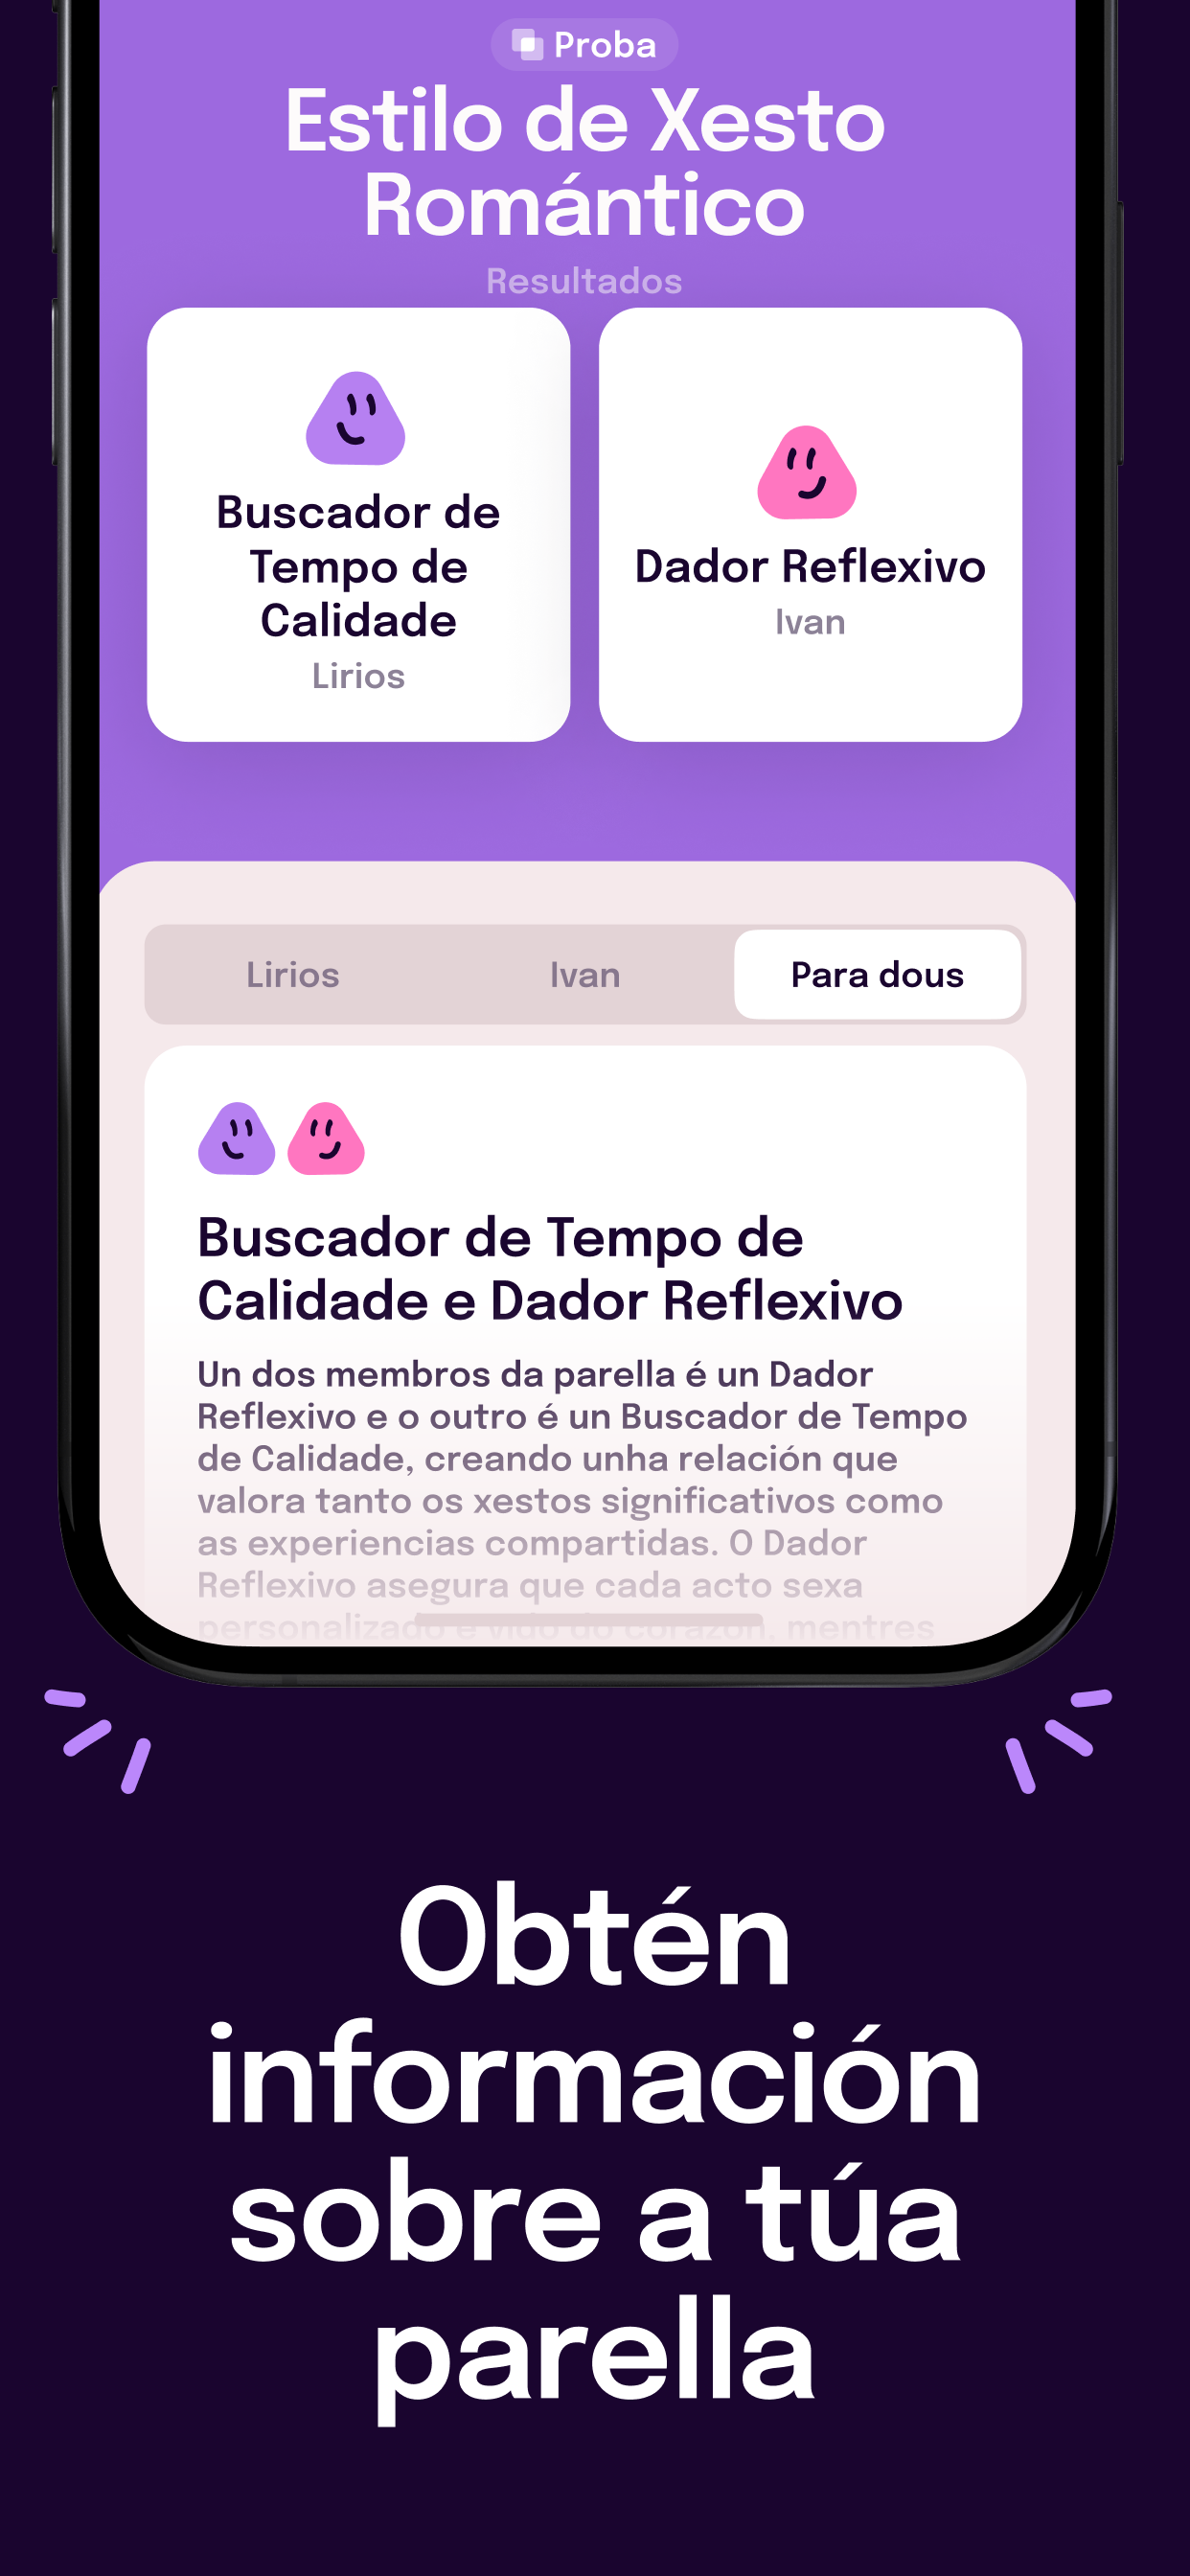 Proba
Estilo de Xesto
Romántico
Resultados
Buscador de
Tempo de
Calidade
Lirios
Dador Reflexivo
Ivan
Lirios
Ivan
Para dous
Buscador de Tempo de
Calidade e Dador Reflexivo
Un dos membros da parella é un Dador
Reflexivo e o outro é un Buscador de Tempo
de Calidade, creando unha relación que
valora tanto os xestos significativos como
as experiencias compartidas. O Dador
Reflexivo asegura que cada acto sexa
personalizado e vido do corazón, mentres
Obtén
información
sobre a túa
parella